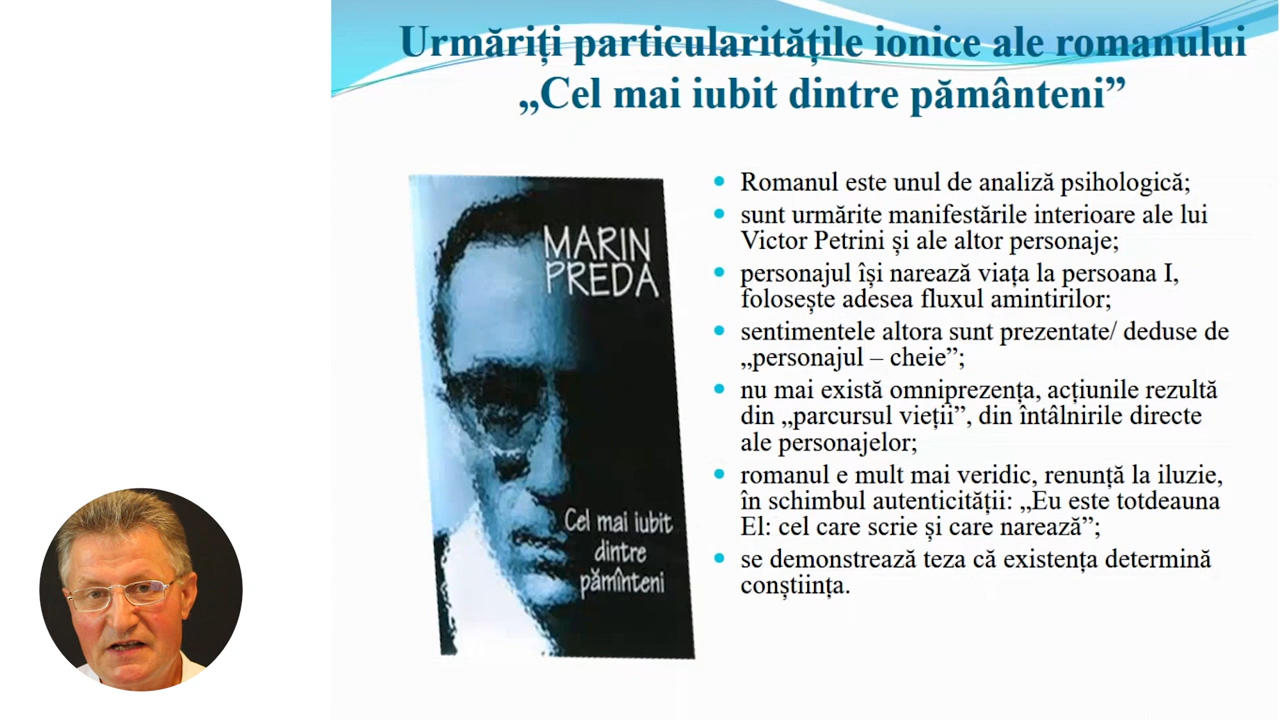 Urmăriți particularitățile ionice ale romanului
„Cel mai iubit dintre pământeni”
MARIN
PREDA
Cel mai iubit
dintre
pămînteni
Romanul este unul de analiză psihologică;
sunt urmărite manifestările interioare ale lui
Victor Petrini și ale altor personaje;
personajul își narează viața la persoana I,
folosește adesea fluxul amintirilor;
sentimentele altora sunt prezentate/ deduse de
„personajul – cheie”;
nu mai există omniprezența, acțiunile rezultă
din „parcursul vieții”, din întâlnirile directe
ale personajelor;
romanul e mult mai veridic, renunță la iluzie,
în schimbul autenticității: „Eu este totdeauna
El: cel care scrie și care narează”;
se demonstrează teza că existența determină
conștiința.